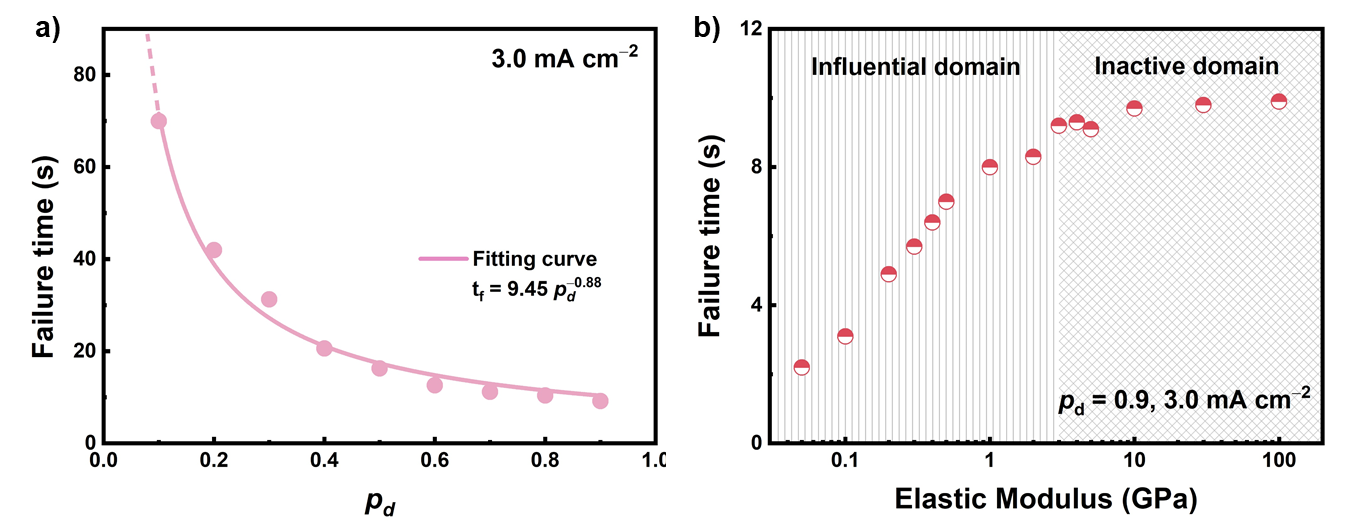 a)
3.0 mA cm⁻²
80
60
40
20
0
Failure time (s)
Fitting curve
t_f = 9.45 p_d^−0.88
0.0 0.2 0.4 0.6 0.8 1.0
p_d
b)
12
8
4
0
Failure time (s)
Influential domain Inactive domain
p_d = 0.9, 3.0 mA cm⁻²
0.1 1 10 100
Elastic Modulus (GPa)